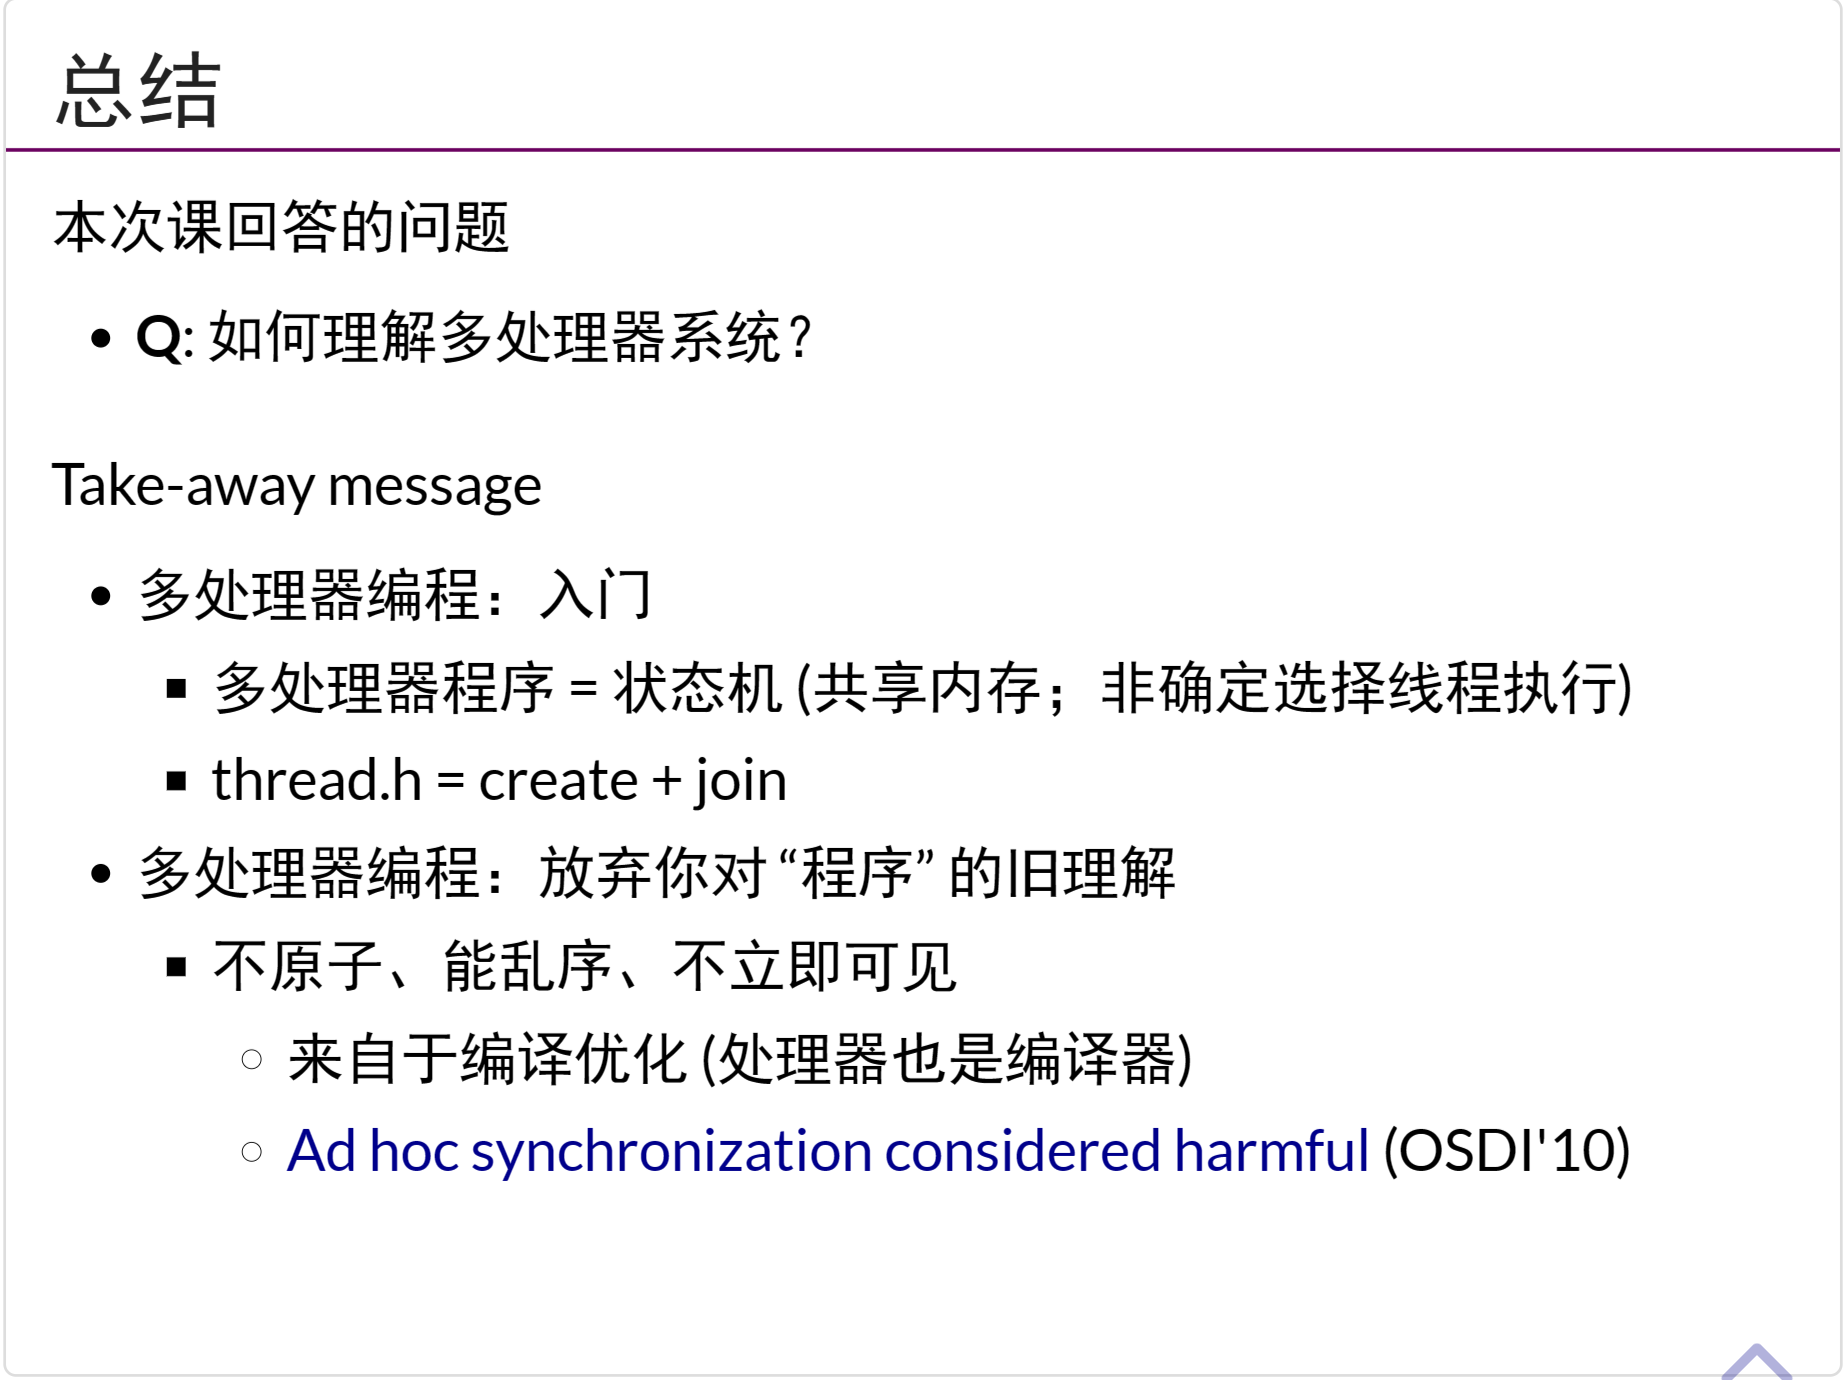 总结
本次课回答的问题
Q: 如何理解多处理器系统？
Take-away message
多处理器编程：入门
多处理器程序 = 状态机 (共享内存；非确定选择线程执行)
thread.h = create + join
多处理器编程：放弃你对 “程序” 的旧理解
不原子、能乱序、不立即可见
来自于编译优化 (处理器也是编译器)
Ad hoc synchronization considered harmful (OSDI'10)